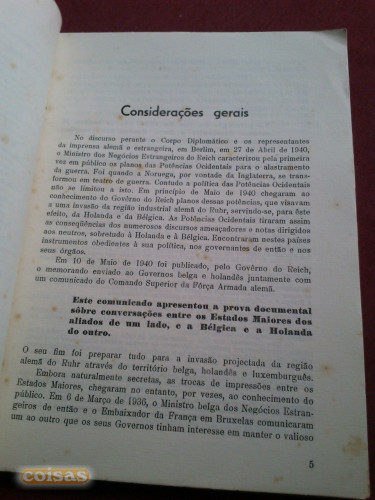 Considerações gerais
No discurso perante o Corpo Diplomático e os representantes
da imprensa alemã e estrangeira, em Berlim, em 27 de Abril de 1940,
o Ministro dos Negócios Estrangeiros do Reich caracterizou pela primeira
vez em público os planos das Potências Ocidentais para o alastramento
da guerra. Foi quando a Noruega, por vontade da Inglaterra, se trans-
formou em teatro de guerra. Contudo a política das Potências Ocidentais
não se limitou a isto. Em princípio de Maio de 1940 chegaram ao
conhecimento do Govêrno do Reich planos dessas potências, que visavam
a uma invasão da região industrial alemã do Ruhr, servindo-se, para êste
efeito, da Holanda e da Bélgica. As Potências Ocidentais tiraram assim
as conseqüências dos numerosos discursos ameaçadores e notas dirigidos
aos neutros, sobretudo à Holanda e à Bélgica. Encontraram nestes países
instrumentos obedientes à sua política, nos governantes de então e nos
seus órgãos.
Em 10 de Maio de 1940 foi publicado, pelo Govêrno do Reich,
o memorando enviado ao Governos belga e holandês juntamente com
um comunicado do Comando Superior da Fôrça Armada alemã.
Este comunicado apresentou a prova documental
sôbre conversações entre os Estados Maiores dos
aliados de um lado, e a Bélgica e a Holanda
do outro.
O seu fim foi preparar tudo para a invasão projectada da região
alemã do Ruhr através do território belga, holandês e luxemburguês.
Embora naturalmente secretas, as trocas de impressões entre os
Estados Maiores, chegaram no entanto, por vezes, ao conhecimento do
público. Em 6 de Março de 1936, o Ministro belga dos Negócios Estran-
geiros de então e o Embaixador da França em Bruxelas comunicaram
um ao outro que os seus Governos tinham interesse em manter o valioso
5
coisas